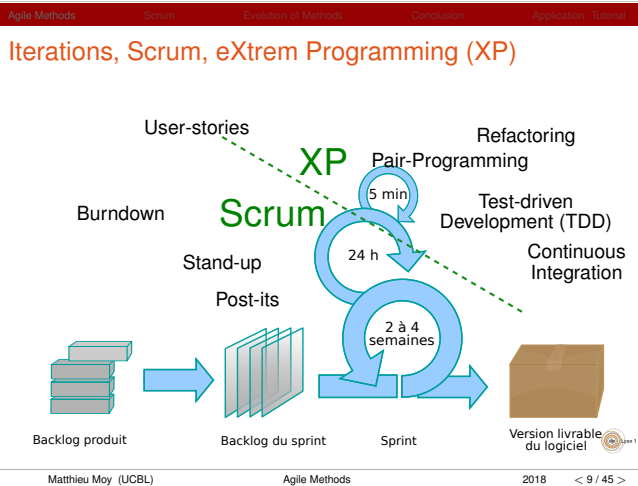 Agile Methods Scrum Evolution of Methods Conclusion Application: Tutorial
Iterations, Scrum, eXtrem Programming (XP)
User-stories
Refactoring
XP
Pair-Programming
5 min
Test-driven
Development (TDD)
Burndown
Scrum
24 h
Continuous
Integration
Stand-up
Post-its
2 à 4
semaines
Backlog produit
Backlog du sprint
Sprint
Version livrable
du logiciel
Lyon 1
Matthieu Moy (UCBL) Agile Methods 2018 < 9 / 45 >